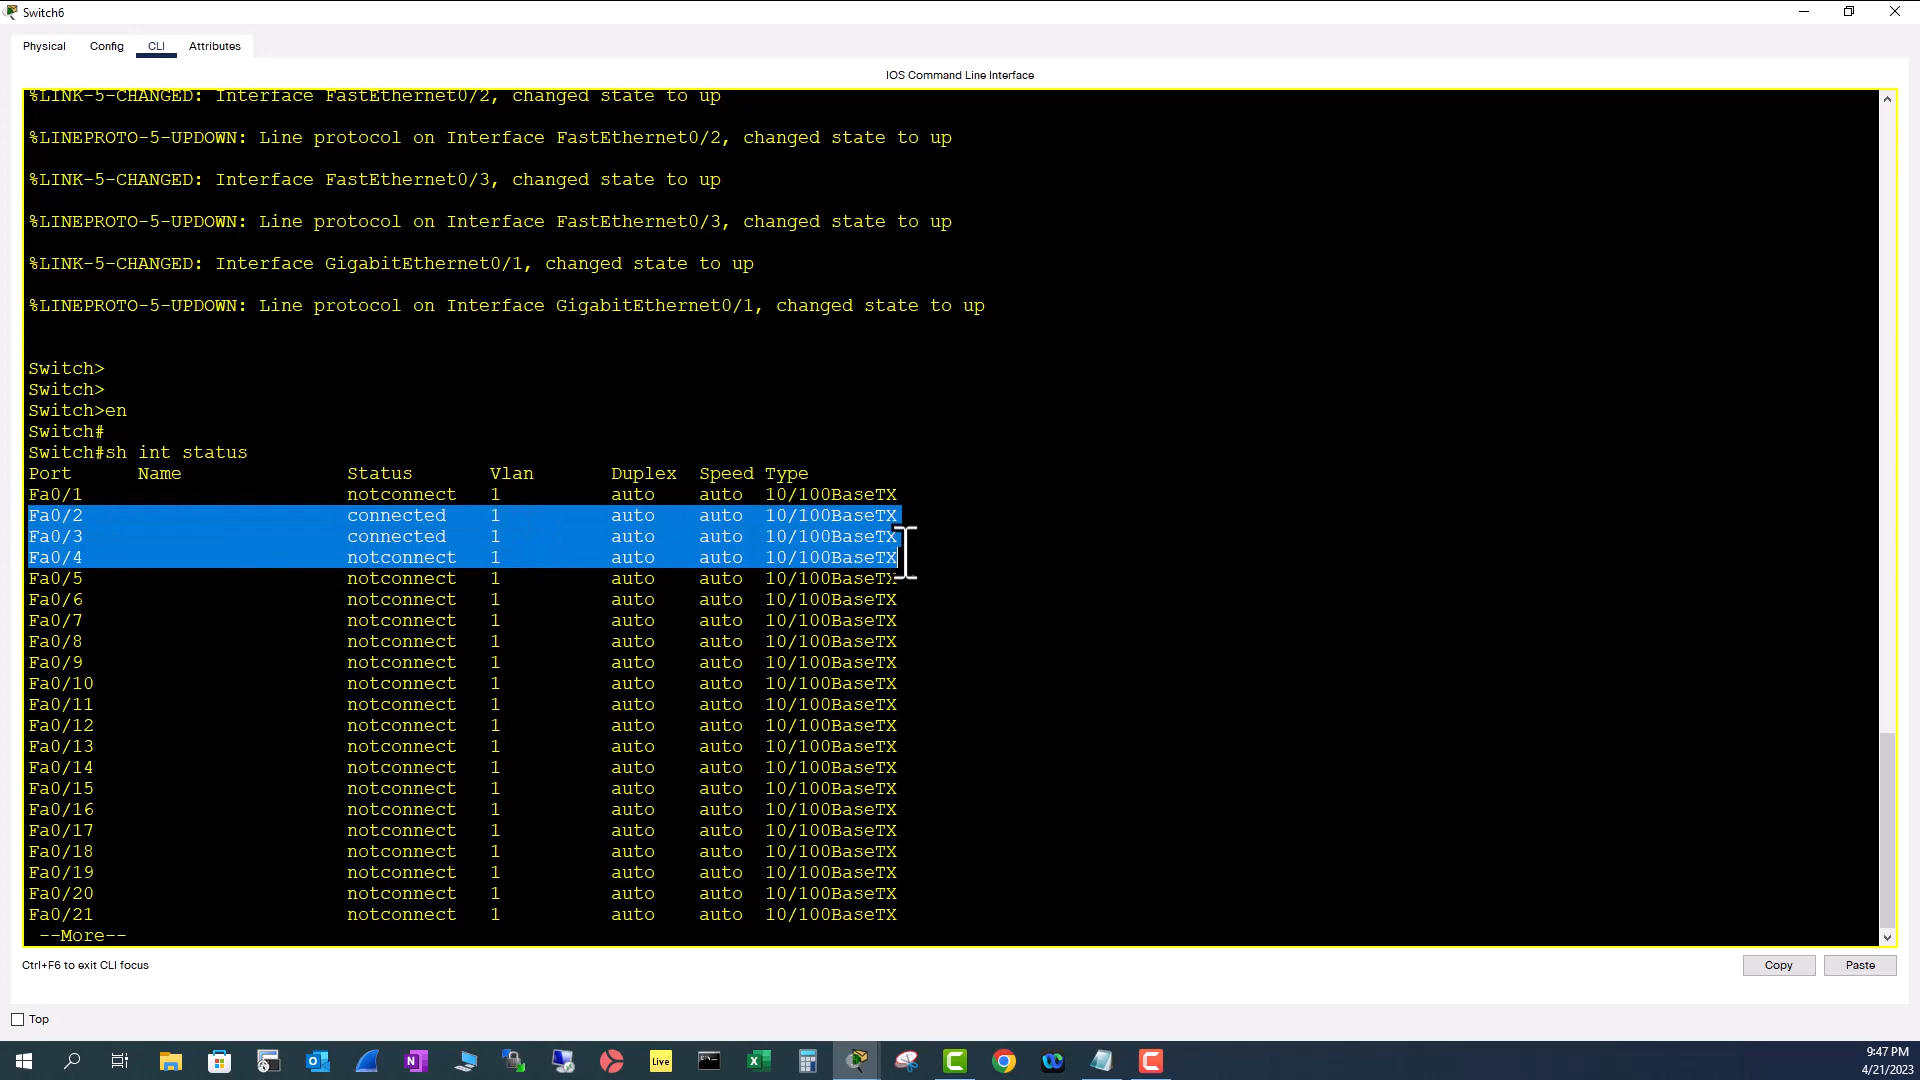 Switch6
Physical Config CLI Attributes
IOS Command Line Interface
%LINK-5-CHANGED: Interface FastEthernet0/2, changed state to up
%LINEPROTO-5-UPDOWN: Line protocol on Interface FastEthernet0/2, changed state to up
%LINK-5-CHANGED: Interface FastEthernet0/3, changed state to up
%LINEPROTO-5-UPDOWN: Line protocol on Interface FastEthernet0/3, changed state to up
%LINK-5-CHANGED: Interface GigabitEthernet0/1, changed state to up
%LINEPROTO-5-UPDOWN: Line protocol on Interface GigabitEthernet0/1, changed state to up
Switch>
Switch>
Switch>en
Switch#
Switch#sh int status
Port Name Status Vlan Duplex Speed Type
Fa0/1 notconnect 1 auto auto 10/100BaseTX
Fa0/2 connected 1 auto auto 10/100BaseTX
Fa0/3 connected 1 auto auto 10/100BaseTX
Fa0/4 notconnect 1 auto auto 10/100BaseTX
Fa0/5 notconnect 1 auto auto 10/100BaseTX
Fa0/6 notconnect 1 auto auto 10/100BaseTX
Fa0/7 notconnect 1 auto auto 10/100BaseTX
Fa0/8 notconnect 1 auto auto 10/100BaseTX
Fa0/9 notconnect 1 auto auto 10/100BaseTX
Fa0/10 notconnect 1 auto auto 10/100BaseTX
Fa0/11 notconnect 1 auto auto 10/100BaseTX
Fa0/12 notconnect 1 auto auto 10/100BaseTX
Fa0/13 notconnect 1 auto auto 10/100BaseTX
Fa0/14 notconnect 1 auto auto 10/100BaseTX
Fa0/15 notconnect 1 auto auto 10/100BaseTX
Fa0/16 notconnect 1 auto auto 10/100BaseTX
Fa0/17 notconnect 1 auto auto 10/100BaseTX
Fa0/18 notconnect 1 auto auto 10/100BaseTX
Fa0/19 notconnect 1 auto auto 10/100BaseTX
Fa0/20 notconnect 1 auto auto 10/100BaseTX
Fa0/21 notconnect 1 auto auto 10/100BaseTX
--More--
Ctrl+F6 to exit CLI focus
Copy Paste
Top
Live
9:47 PM
4/21/2023